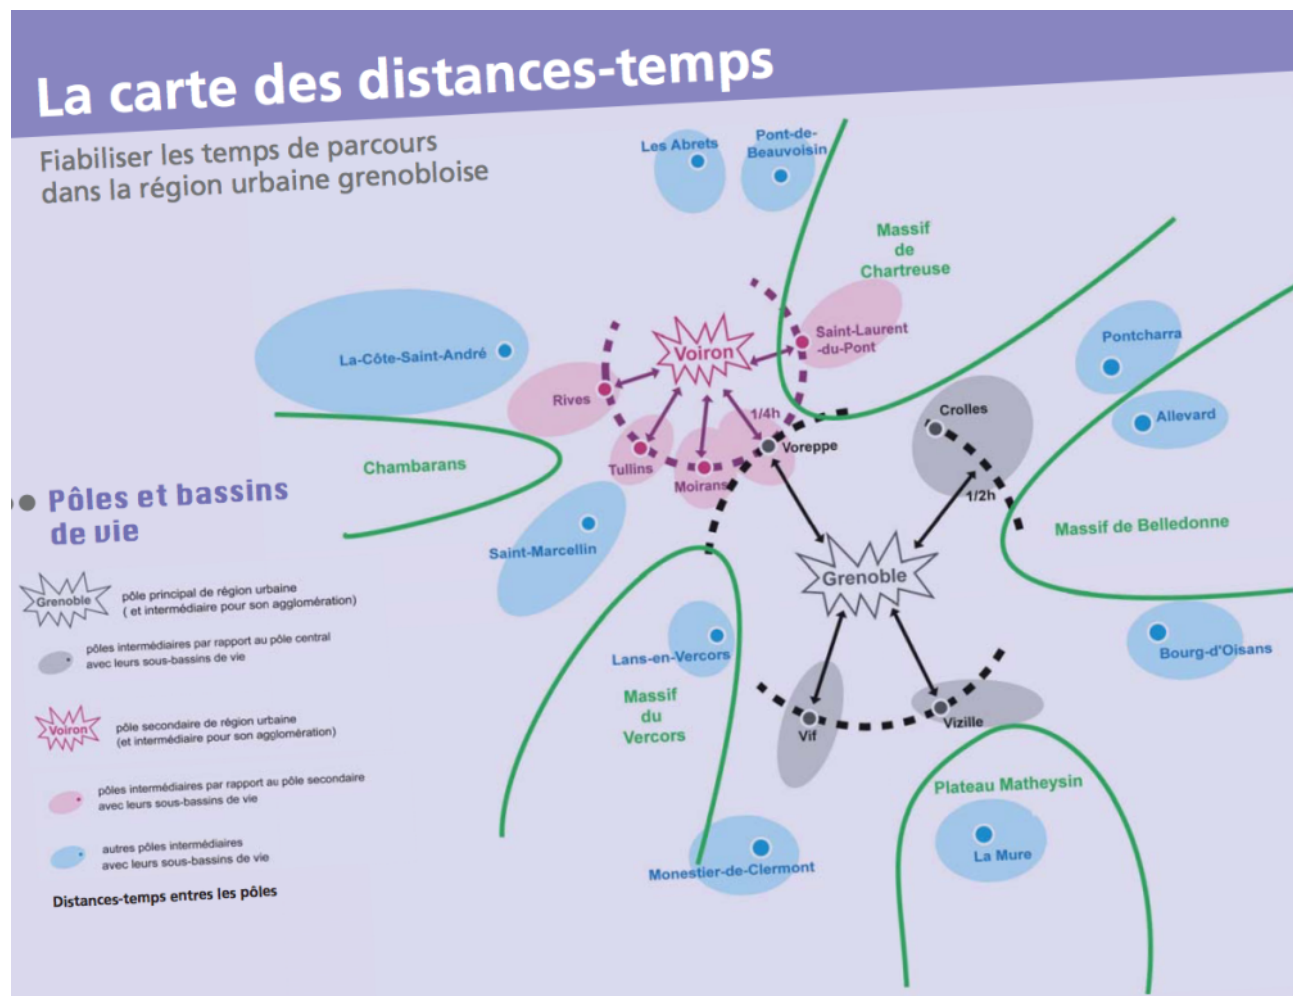 La carte des distances-temps
Fiabiliser les temps de parcours
dans la région urbaine grenobloise
Les Abrets
Pont-de-
Beauvoisin
Massif
de
Chartreuse
Saint-Laurent
-du-Pont
Voiron
La-Côte-Saint-André
Rives
Pontcharra
Allevard
Crolles
1/4h
Voreppe
Tullins
Moirans
Chambarans
1/2h
Massif de Belledonne
Pôles et bassins
de vie
Saint-Marcellin
Grenoble
Lans-en-Vercors
Bourg-d'Oisans
Massif
du
Vercors
Vif
Vizille
Plateau Matheysin
La Mure
Monestier-de-Clermont
Grenoble
pôle principal de région urbaine
( et intermédiaire pour son agglomération)
pôles intermédiaires par rapport au pôle central
avec leurs sous-bassins de vie
Voiron
pôle secondaire de région urbaine
(et intermédiaire pour son agglomération)
pôles intermédiaires par rapport au pôle secondaire
avec leurs sous-bassins de vie
autres pôles intermédiaires
avec leurs sous-bassins de vie
Distances-temps entres les pôles